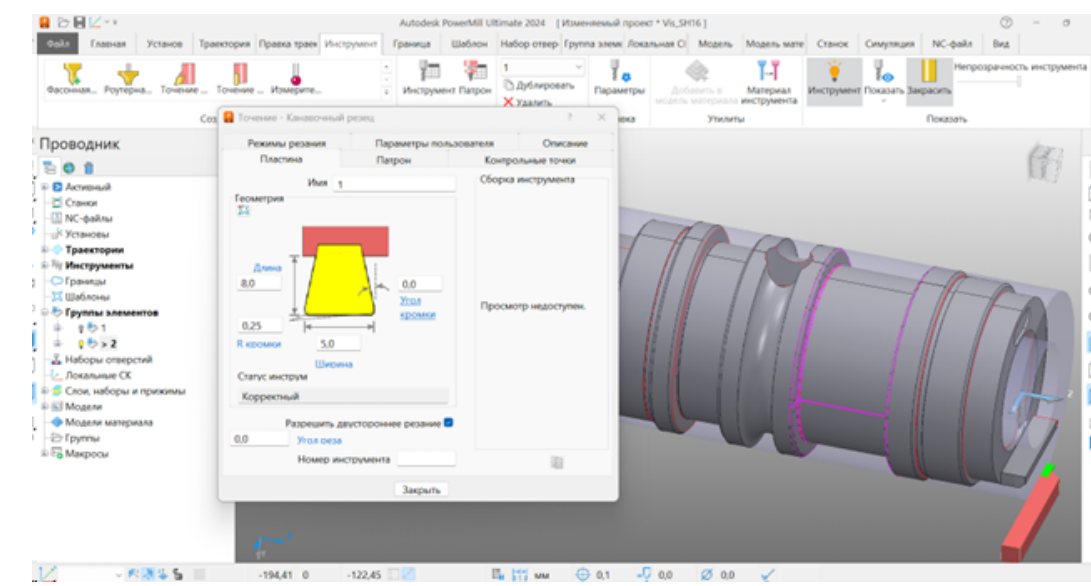 Autodesk PowerMill Ultimate 2024 [Изменяемый проект * Vis_SH16 ]
Файл Главная Установ Траектория Правка траек Инструмент Граница Шаблон Набор отвер Группа элеме Локальная С Модель Модель мате Станок Симуляция NC-файл Вид
1
Непрозрачность инструмента
Дублировать
Фасонная... Роутерна... Точение ... Точение ... Измерите... Инструмент Патрон Параметры Добавить в модель материала Материал инструмента Инструмент Показать Закрасить
Удалить
Соз
вка Утилиты Показать
Точение - Канавочный резец ? ×
Проводник
Режимы резания Параметры пользователя Описание
Пластина Патрон Контрольные точки
Активный
Станки
NC-файлы
Установы
Траектории
Инструменты
Границы
Шаблоны
Группы элементов
1
> 2
Наборы отверстий
Локальные СК
Слои, наборы и прижимы
Модели
Модели материала
Группы
Макросы
Имя 1
Сборка инструмента
Геометрия
Длина
8,0
0,0
Угол кромки
Просмотр недоступен.
0,25
R кромки
5,0
Ширина
Статус инструм
Корректный
Разрешить двустороннее резание
0,0 Угол реза
Номер инструмента
Закрыть
Z
-194,41 0 -122,45 мм 0,1 0,0 0,0